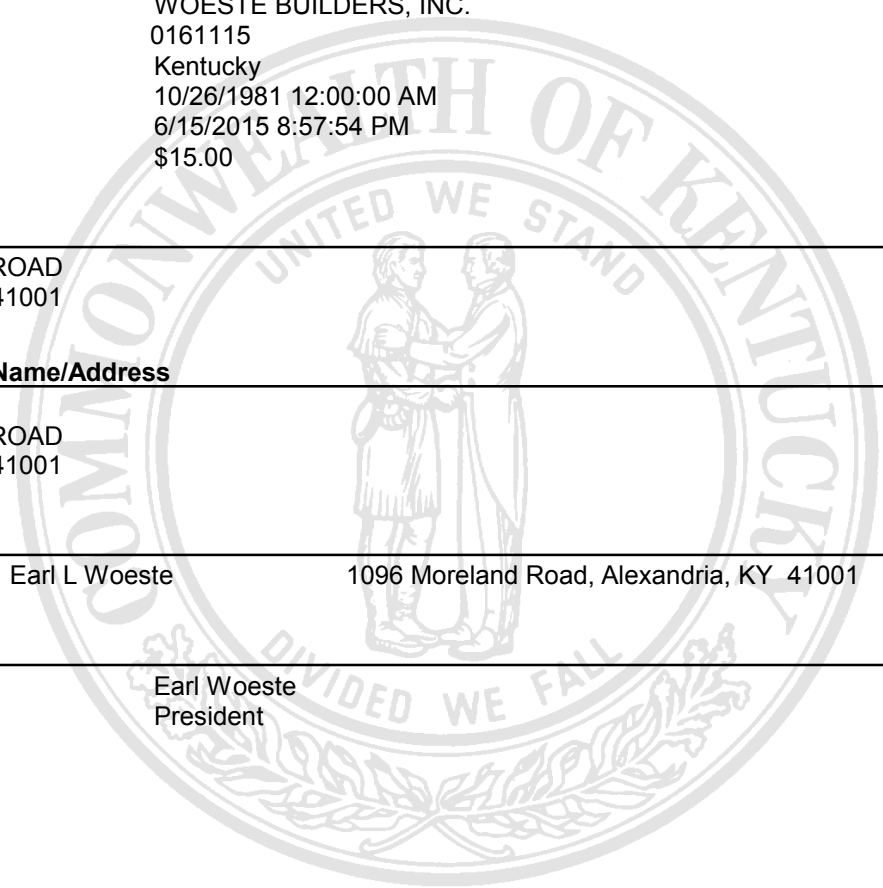 WOESTE BUILDERS, INC.
0161115
Kentucky
10/26/1981 12:00:00 AM
6/15/2015 8:57:54 PM
$15.00
COMMONWEALTH OF KENTUCKY
UNITED WE STAND
ROAD
41001
Name/Address
ROAD
41001
Earl L Woeste 1096 Moreland Road, Alexandria, KY 41001
DIVIDED WE FALL
Earl Woeste
President